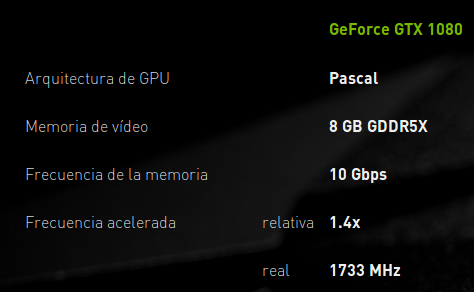 GeForce GTX 1080
Arquitectura de GPU Pascal
Memoria de vídeo 8 GB GDDR5X
Frecuencia de la memoria 10 Gbps
Frecuencia acelerada relativa 1.4x
real 1733 MHz